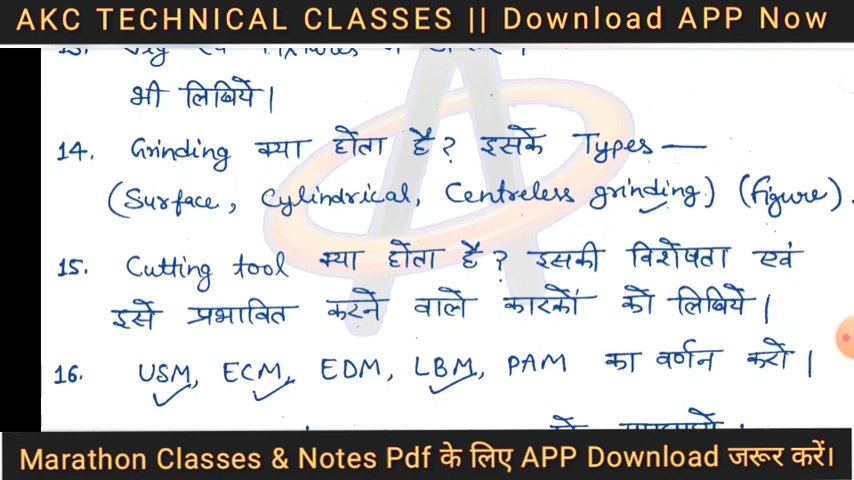 AKC TECHNICAL CLASSES || Download APP Now
भी लिखिये।
14. Grinding क्या होता है? इसके Types —
(Surface, Cylindrical, Centreless grinding) (Figure).
15. Cutting tool क्या होता है? इसकी विशेषता एवं
इसे प्रभावित करने वाले कारकों को लिखिये।
16. USM, ECM, EDM, LBM, PAM का वर्णन करो।
Marathon Classes & Notes Pdf के लिए APP Download जरूर करें।